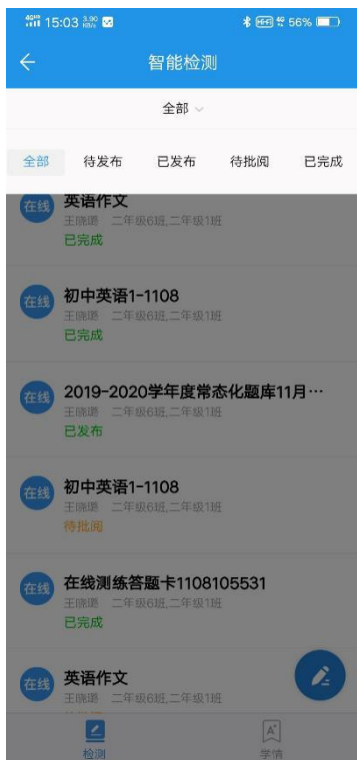 15:03 56%
智能检测
全部
全部 待发布 已发布 待批阅 已完成
在线 英语作文
王晓璐 二年级6班,二年级1班
已完成
在线 初中英语1-1108
王晓璐 二年级6班,二年级1班
已完成
在线 2019-2020学年度常态化题库11月…
王晓璐 二年级6班,二年级1班
已发布
在线 初中英语1-1108
王晓璐 二年级6班,二年级1班
待批阅
在线 在线测练答题卡1108105531
王晓璐 二年级6班,二年级1班
已完成
在线 英语作文
王晓璐 二年级6班,二年级1班
检测 学情